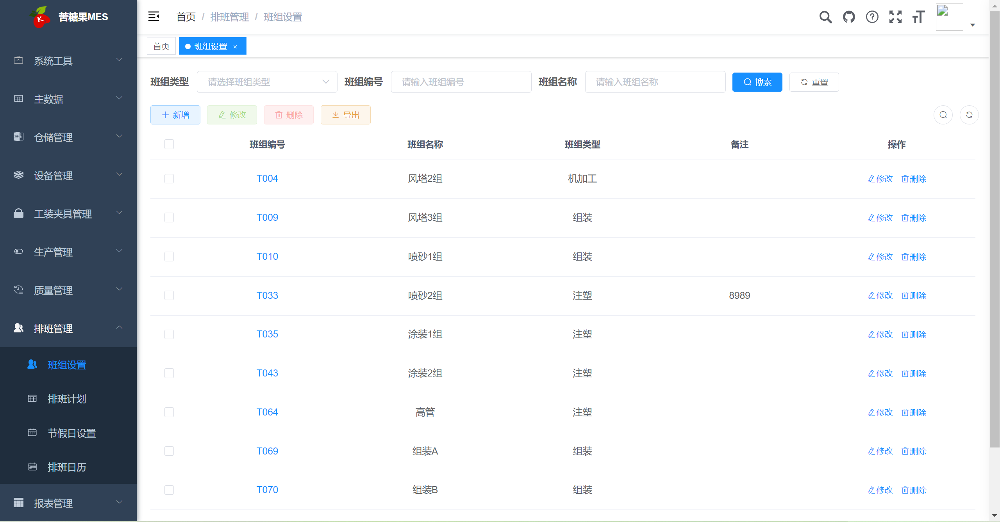 苦糖果MES
首页 / 排班管理 / 班组设置
首页
班组设置 ×
系统工具
主数据
仓储管理
设备管理
工装夹具管理
生产管理
质量管理
排班管理
班组设置
排班计划
节假日设置
排班日历
报表管理
班组类型 请选择班组类型 班组编号 请输入班组编号 班组名称 请输入班组名称 搜索 重置
新增 修改 删除 导出
班组编号 班组名称 班组类型 备注 操作
T004 风塔2组 机加工 修改 删除
T009 风塔3组 组装 修改 删除
T010 喷砂1组 组装 修改 删除
T033 喷砂2组 注塑 8989 修改 删除
T035 涂装1组 注塑 修改 删除
T043 涂装2组 注塑 修改 删除
T064 高管 注塑 修改 删除
T069 组装A 组装 修改 删除
T070 组装B 组装 修改 删除